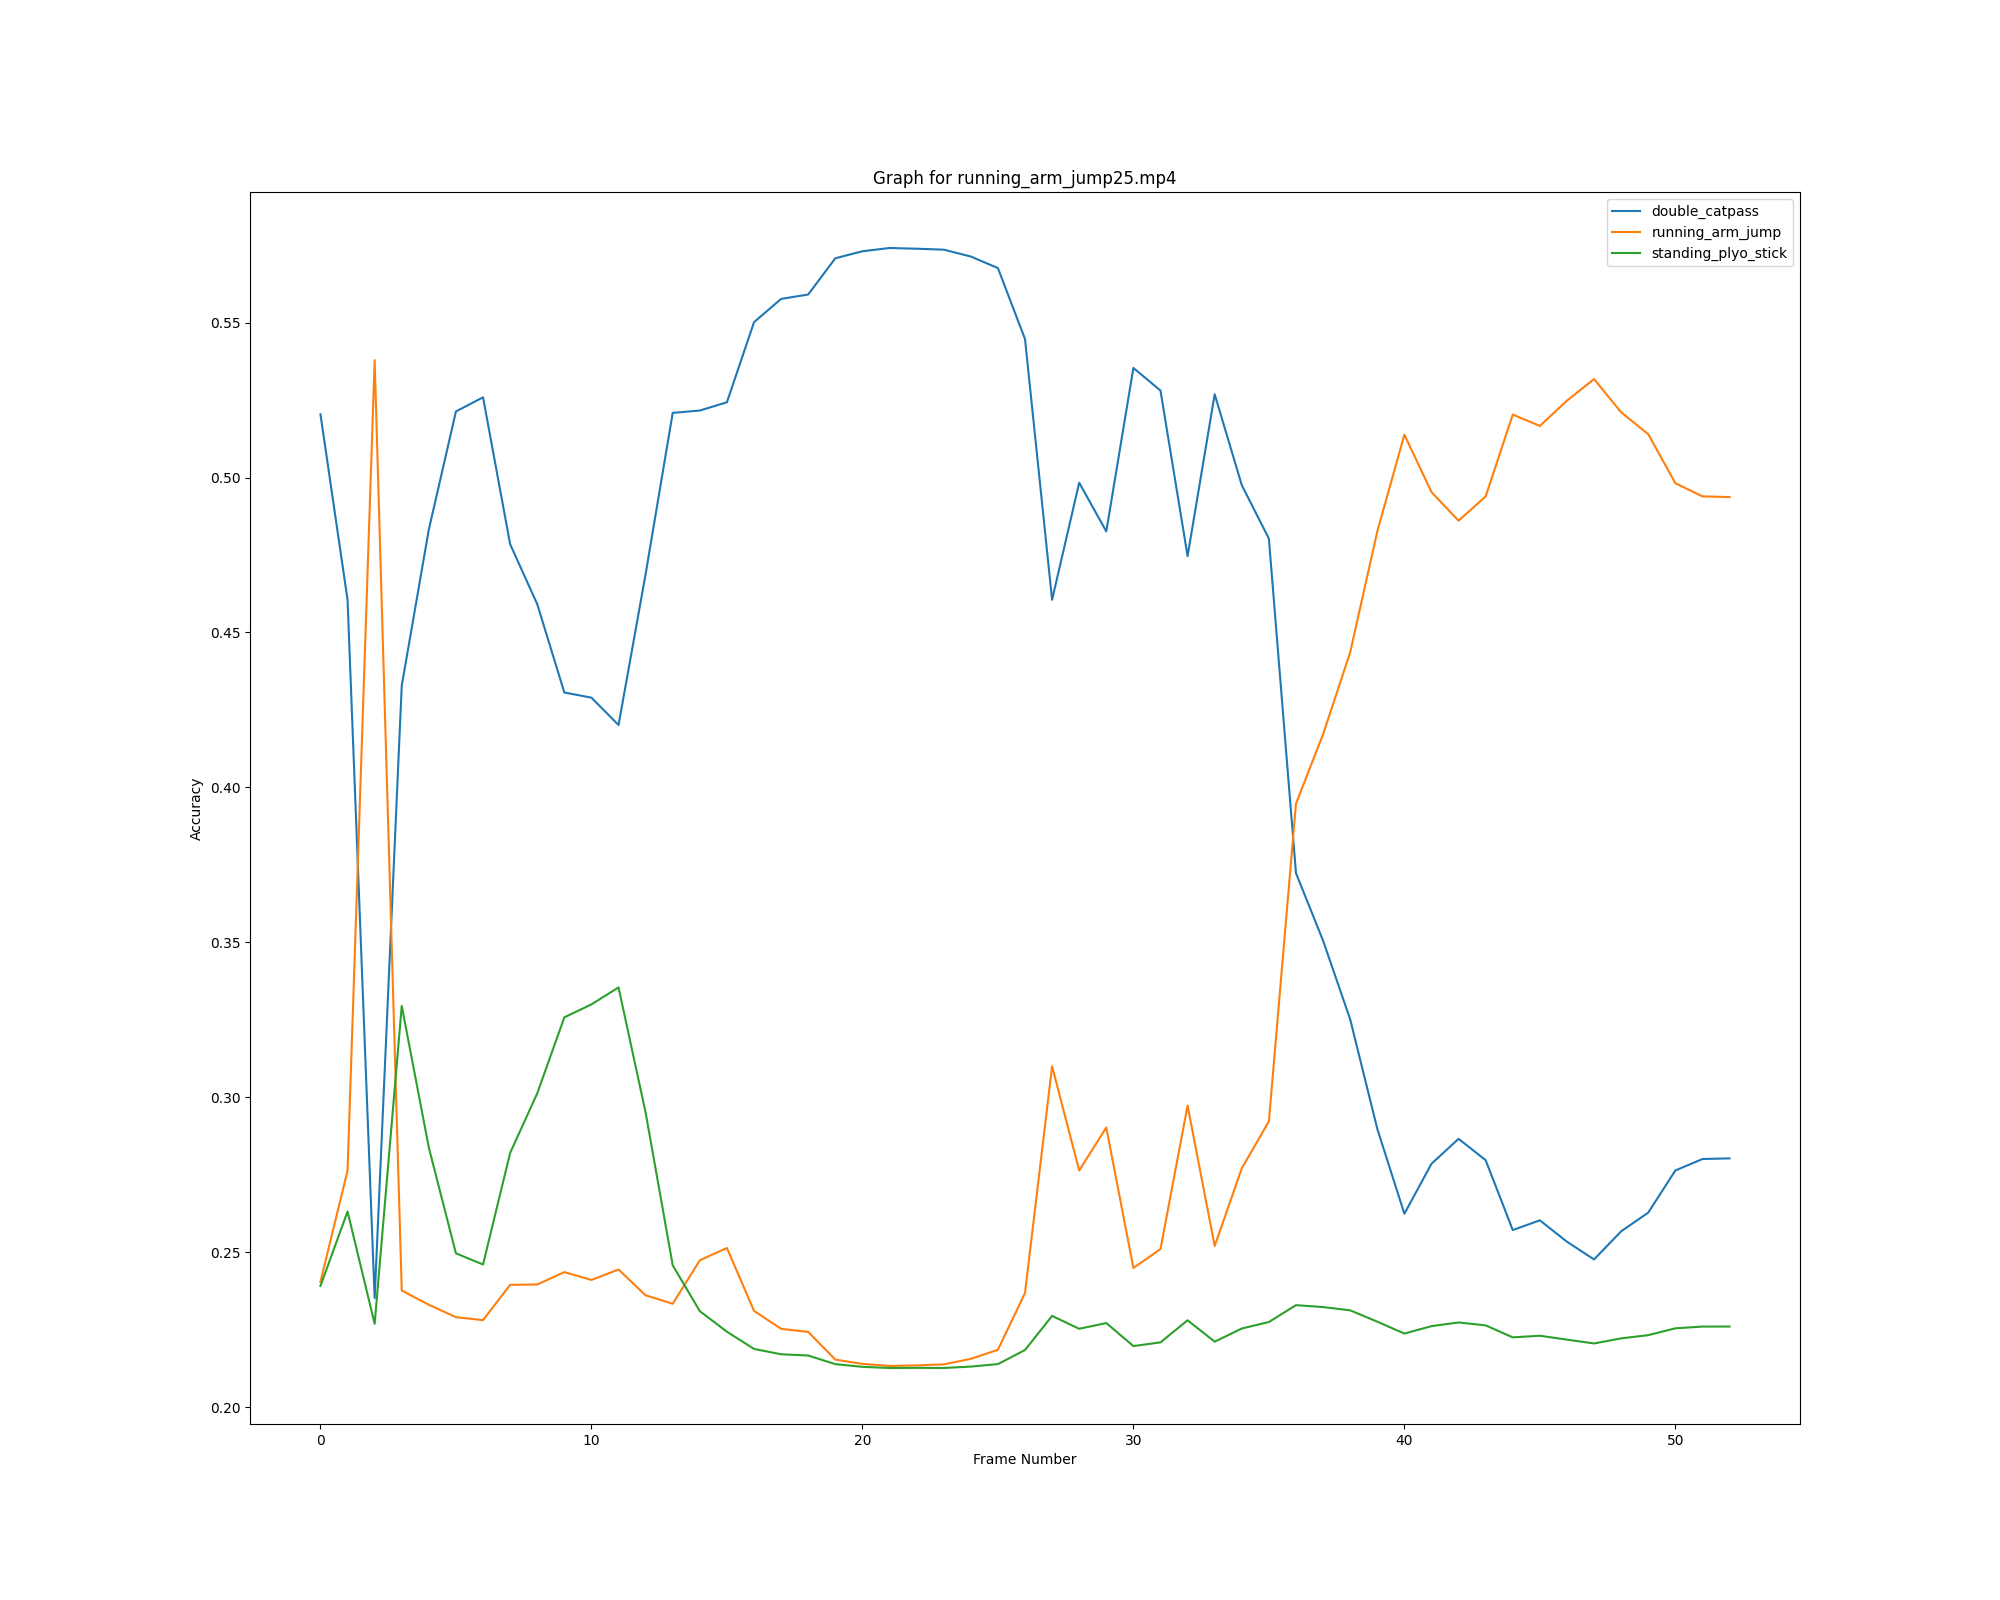 Graph for running_arm_jump25.mp4
double_catpass
running_arm_jump
standing_plyo_stick
Accuracy
0.55
0.50
0.45
0.40
0.35
0.30
0.25
0.20
0 10 20 30 40 50
Frame Number